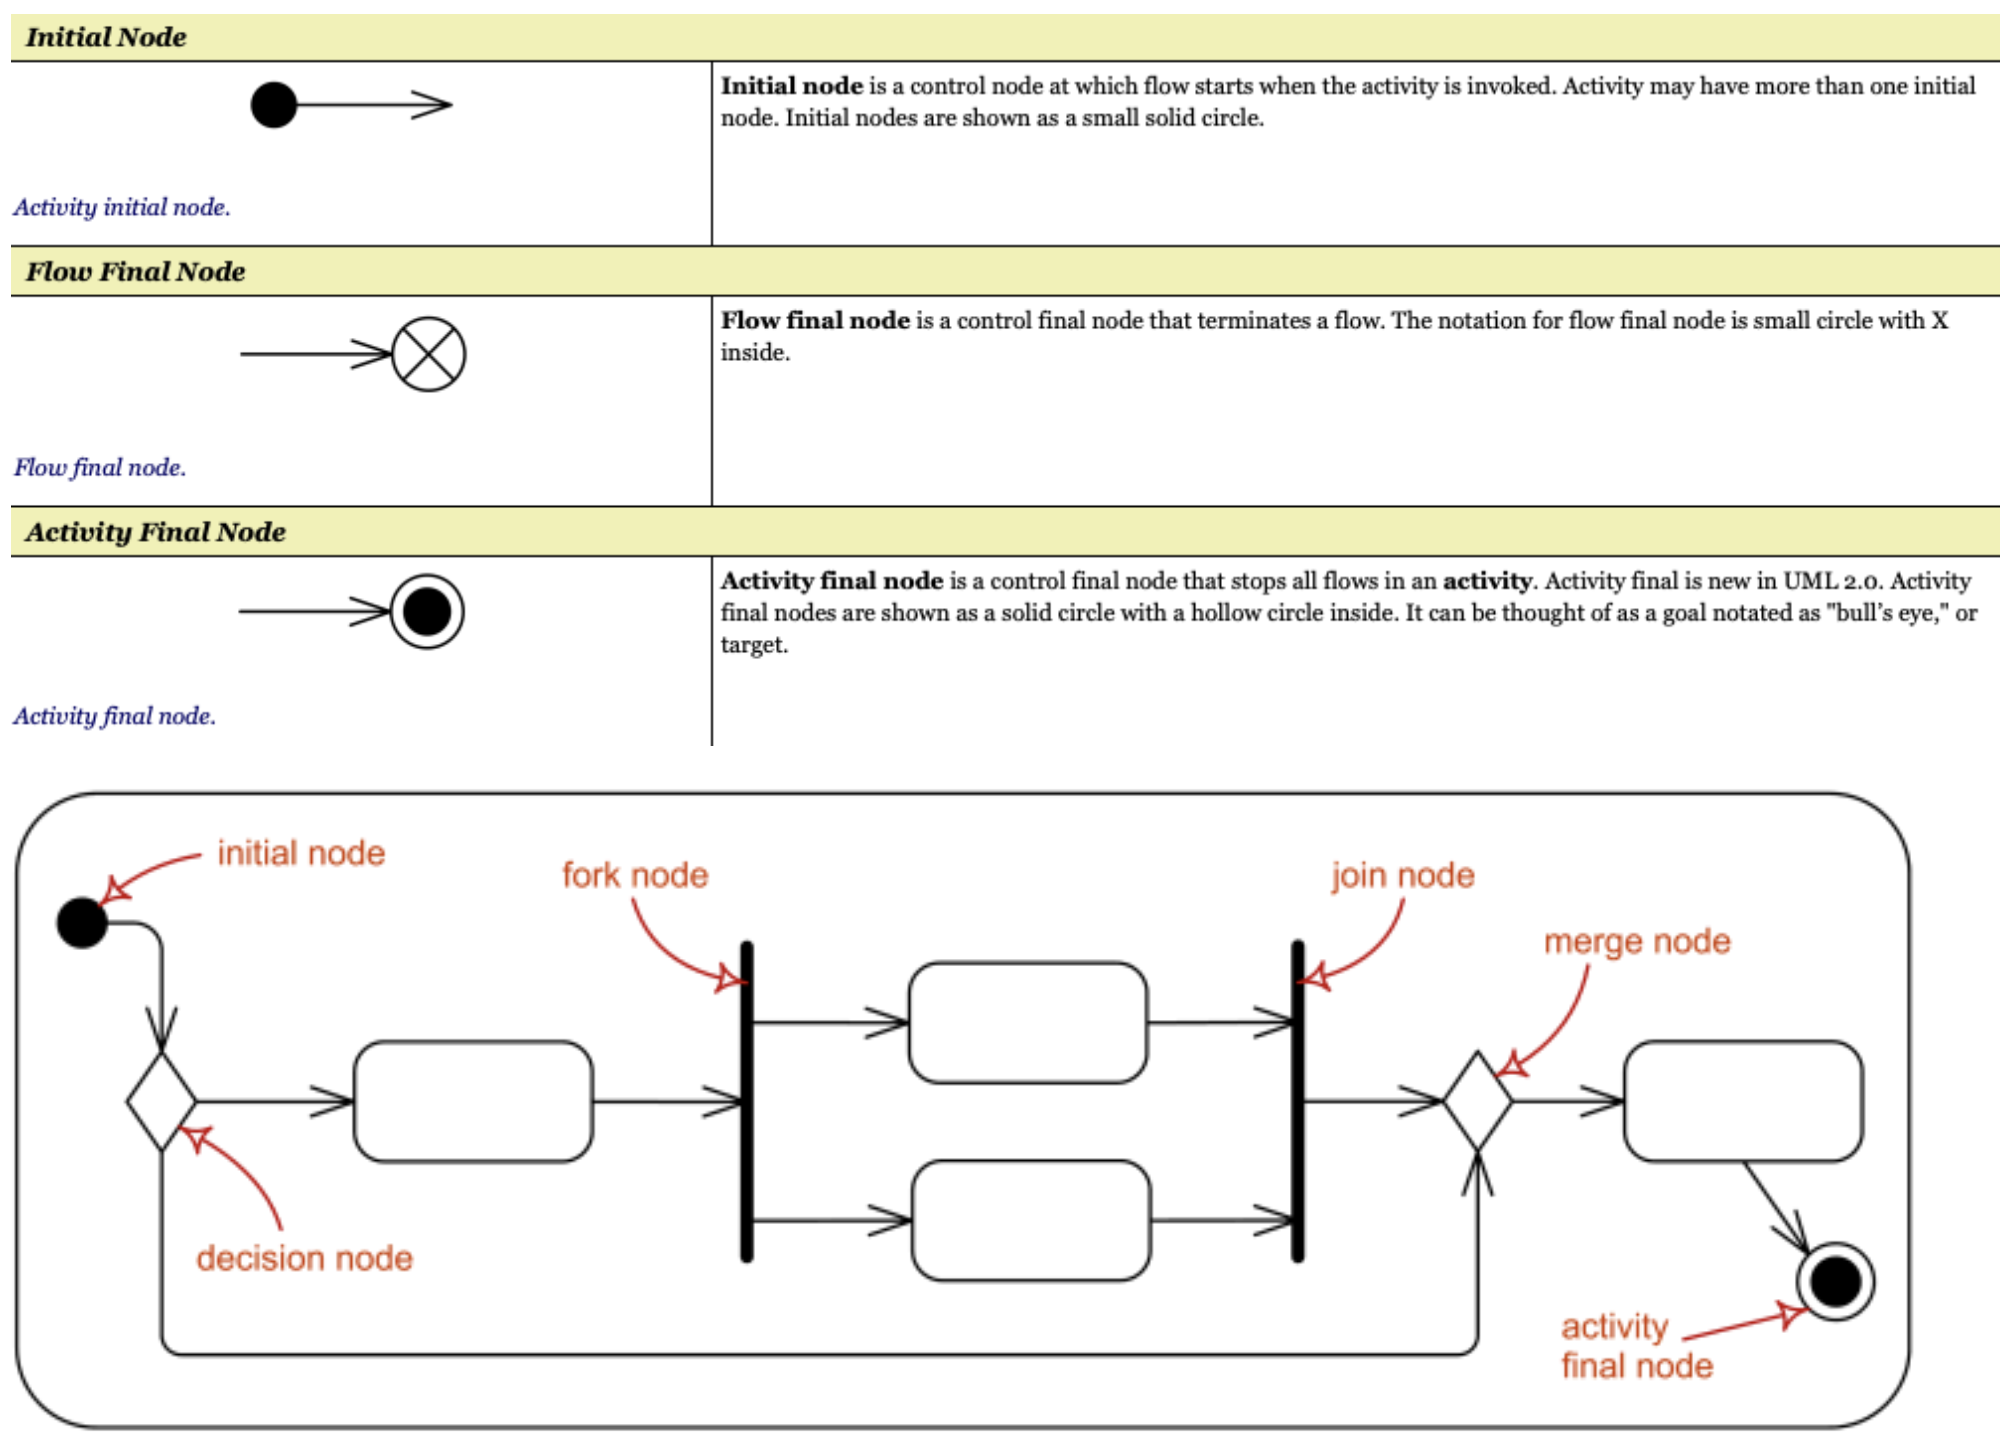 Initial Node
Initial node is a control node at which flow starts when the activity is invoked. Activity may have more than one initial
node. Initial nodes are shown as a small solid circle.
Activity initial node.
Flow Final Node
Flow final node is a control final node that terminates a flow. The notation for flow final node is small circle with X
inside.
Flow final node.
Activity Final Node
Activity final node is a control final node that stops all flows in an activity. Activity final is new in UML 2.0. Activity
final nodes are shown as a solid circle with a hollow circle inside. It can be thought of as a goal notated as "bull’s eye," or
target.
Activity final node.
initial node
fork node
join node
merge node
decision node
activity
final node